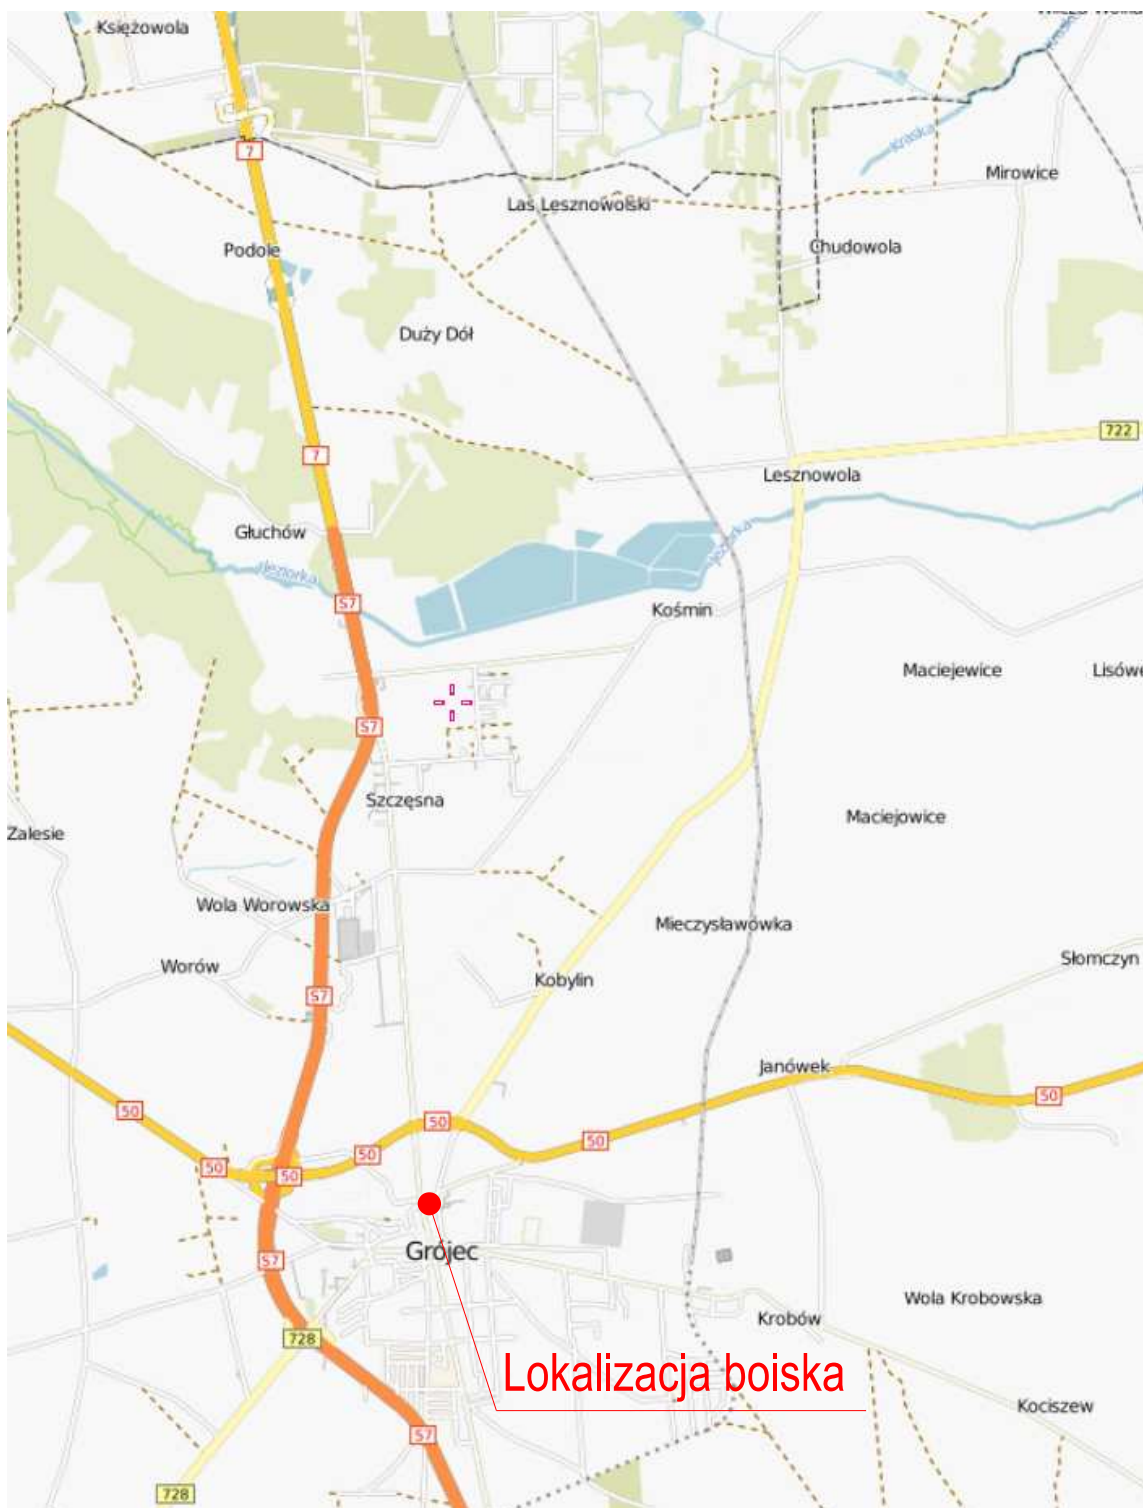 Księżowola
Kraska
Kraska
7
Mirowice
Las Lesznowolski
Podole
Chudowola
Duży Dół
722
7
Lesznowola
Głuchów
Jeziorka
Jeziorka
S7
Kośmin
Maciejewice
S7
Szczęsna
Maciejowice
Zalesie
Wola Worowska
Mieczysławówka
Worów
Kobylin
Słomczyn
S7
Janówek
50
50
50
50
50
50
50
Grójec
S7
Wola Krobowska
Krobów
728
Lokalizacja boiska
Kociszew
S7
728